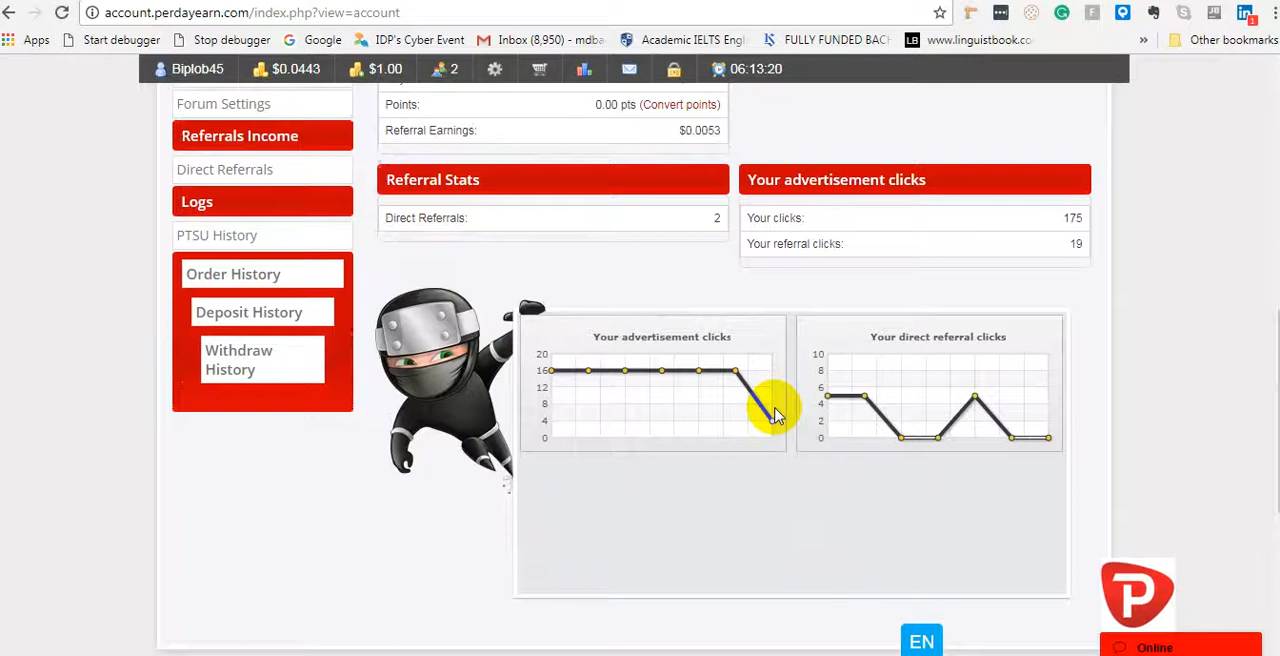 account.perdayearn.com/index.php?view=account
Apps Start debugger Stop debugger Google IDP's Cyber Event Inbox (8,950) - mdba Academic IELTS Engl FULLY FUNDED BACH LB www.linguistbook.co » Other bookmarks
Biplob45 $0.0443 $1.00 2 06:13:20
Forum Settings
Points: 0.00 pts (Convert points)
Referral Earnings: $0.0053
Referrals Income
Direct Referrals
Logs
PTSU History
Order History
Deposit History
Withdraw
History
Referral Stats
Direct Referrals: 2
Your advertisement clicks
Your clicks: 175
Your referral clicks: 19
Your advertisement clicks
20
16
12
8
4
0
Your direct referral clicks
10
8
6
4
2
0
P
EN
Online